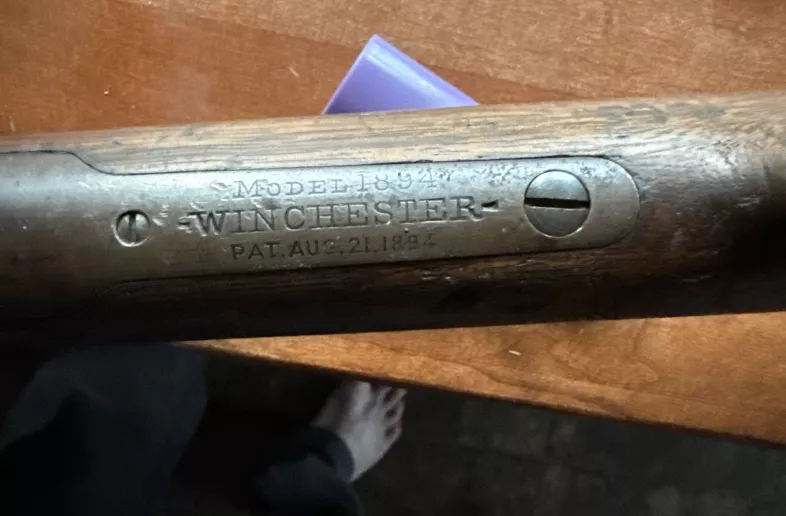 MODEL 1894
-WINCHESTER-
PAT. AUG. 21. 1894